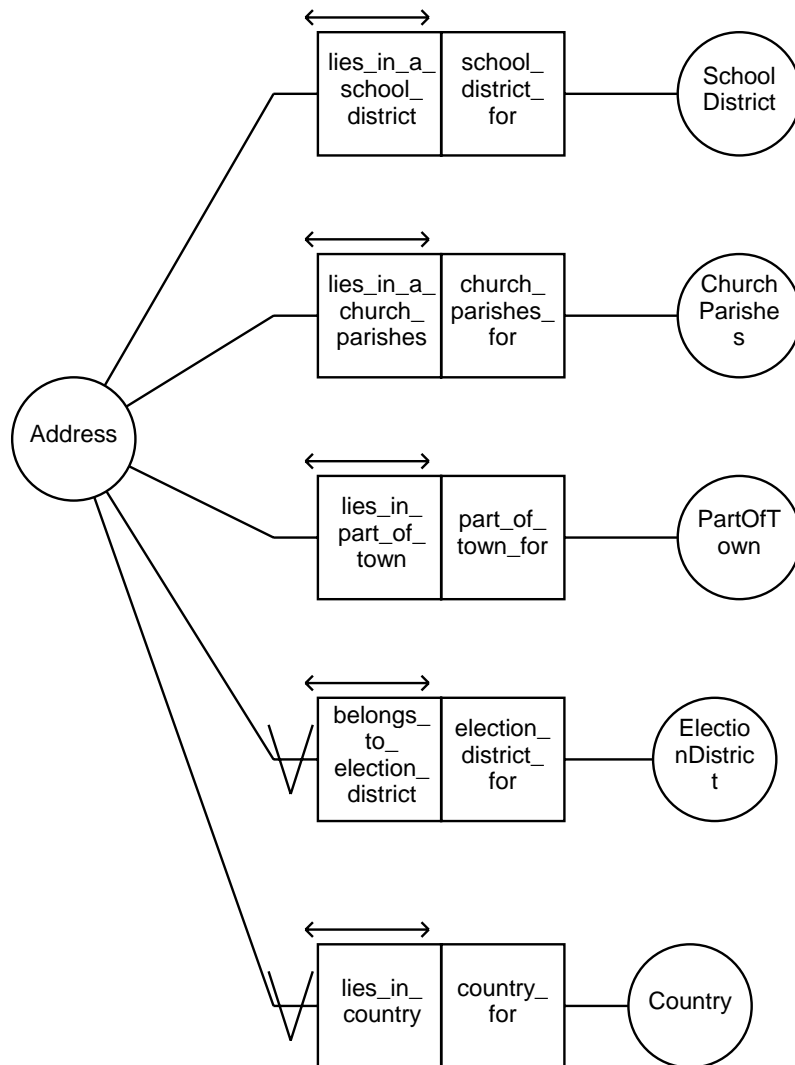 lies_in_a_
school_
district
school_
district_
for
School
District
lies_in_a_
church_
parishes
church_
parishes_
for
Church
Parishe
s
Address
lies_in_
part_of_
town
part_of_
town_for
PartOfT
own
belongs_
to_
election_
district
election_
district_
for
Electio
nDistric
t
lies_in_
country
country_
for
Country